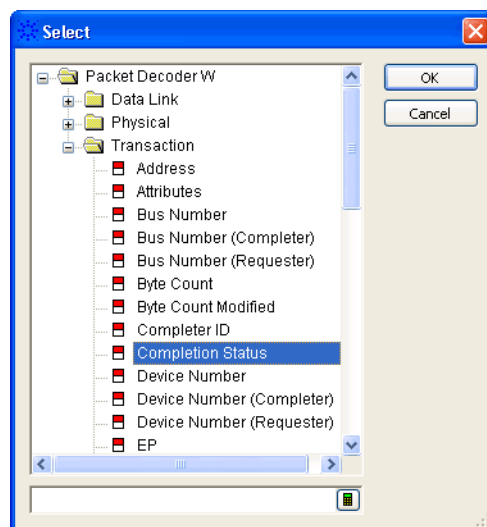 Select
Packet Decoder W
OK
Data Link
Cancel
Physical
Transaction
Address
Attributes
Bus Number
Bus Number (Completer)
Bus Number (Requester)
Byte Count
Byte Count Modified
Completer ID
Completion Status
Device Number
Device Number (Completer)
Device Number (Requester)
EP